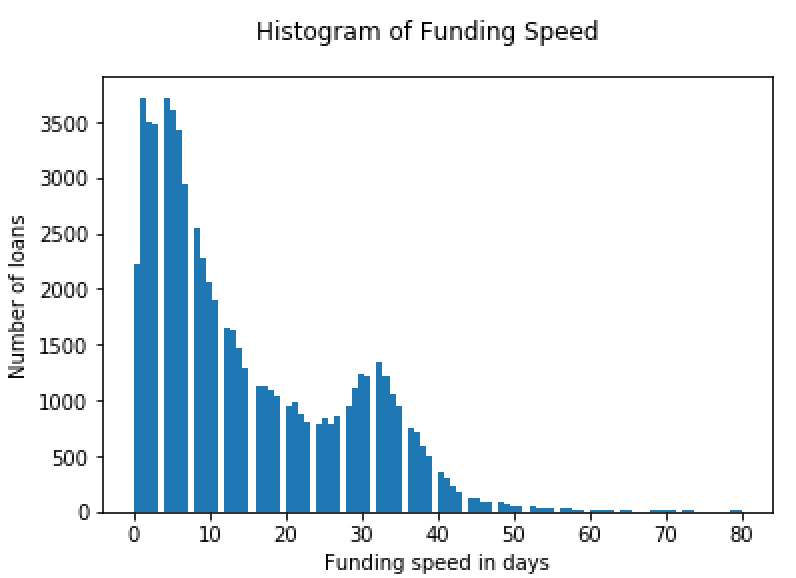 Histogram of Funding Speed
3500
3000
2500
2000
1500
1000
500
0
Number of loans
0 10 20 30 40 50 60 70 80
Funding speed in days